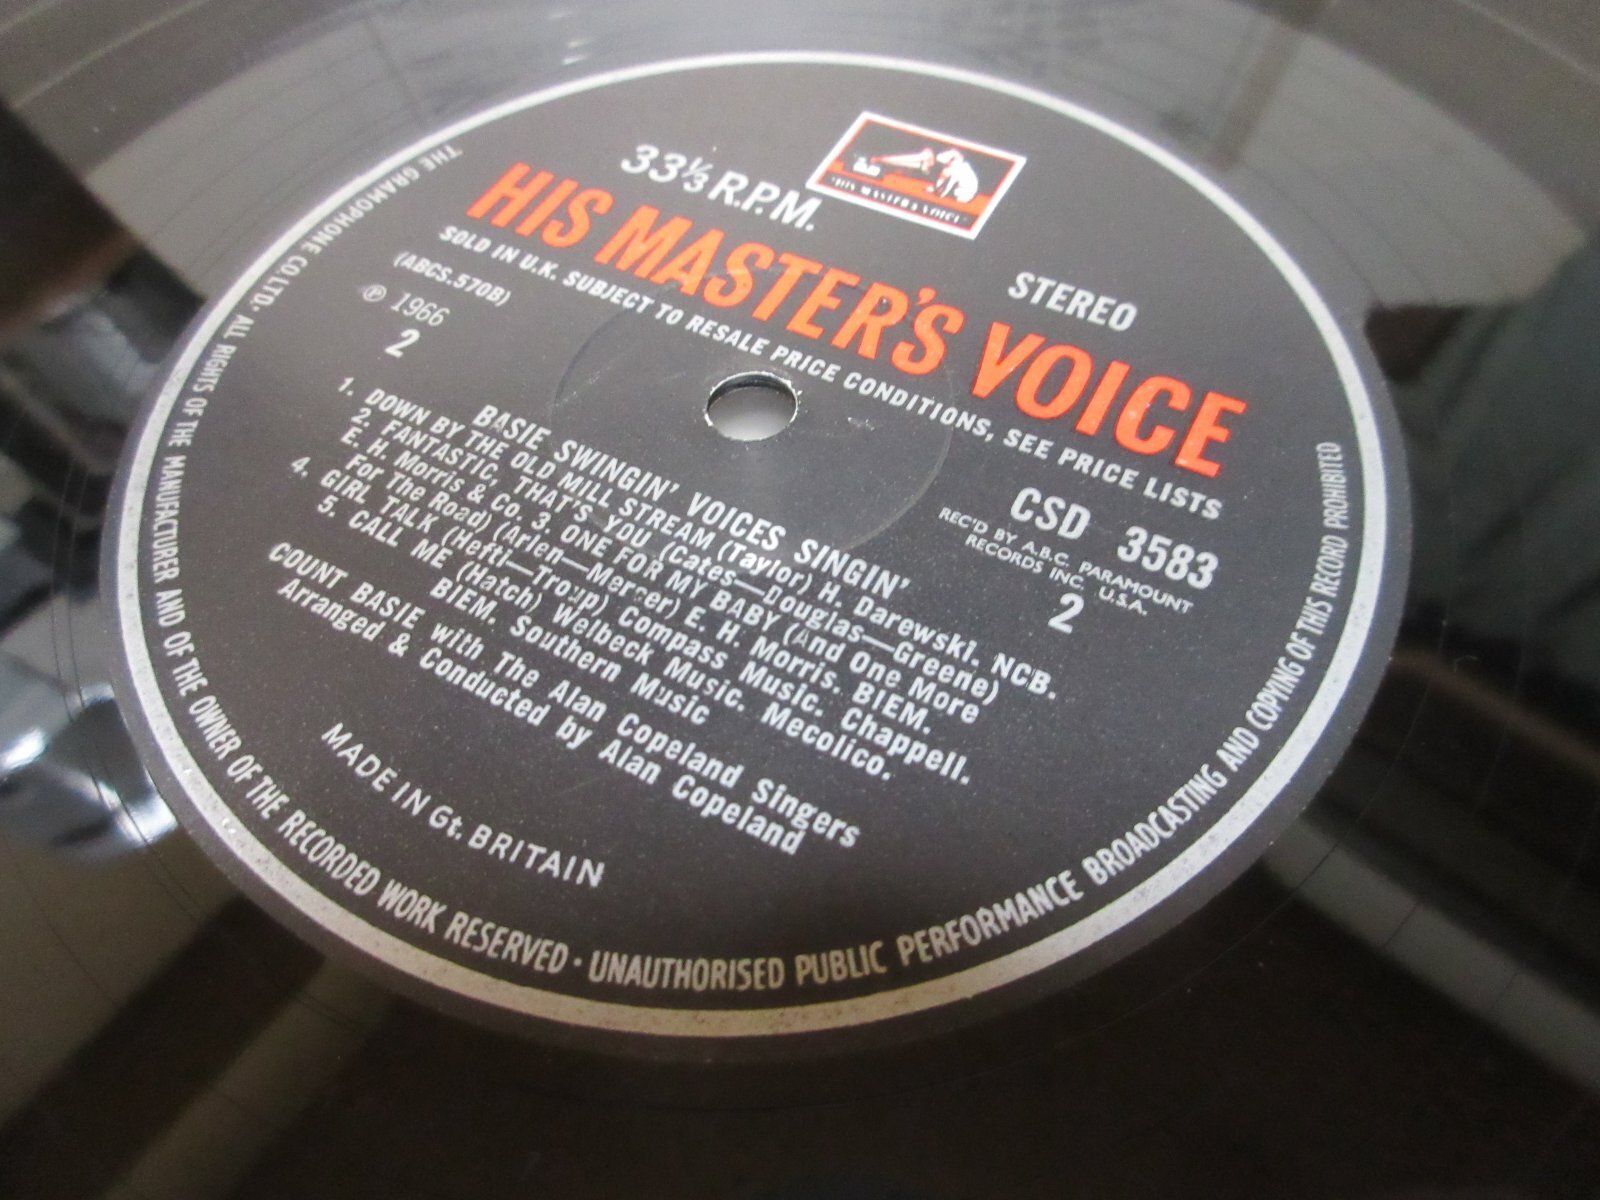 33⅓ R.P.M.
"HIS MASTER'S VOICE"
STEREO
HIS MASTER'S VOICE
SOLD IN U.K. SUBJECT TO RESALE PRICE CONDITIONS, SEE PRICE LISTS
(ABCS.570B)
℗ 1966
2
CSD 3583
REC'D BY A.B.C. PARAMOUNT
RECORDS INC. U.S.A.
2
BASIE SWINGIN' VOICES SINGIN'
1. DOWN BY THE OLD MILL STREAM (Taylor) H. Darewski. NCB.
2. FANTASTIC, THAT'S YOU (Cates—Douglas—Greene)
E. H. Morris & Co. 3. ONE FOR MY BABY (And One More
For The Road) (Arlen—Mercer) E. H. Morris. BIEM.
4. GIRL TALK (Hefti—Troup) Compass Music. Chappell.
5. CALL ME (Hatch) Welbeck Music. Mecolico.
BIEM. Southern Music
COUNT BASIE with The Alan Copeland Singers
Arranged & Conducted by Alan Copeland
MADE IN Gt. BRITAIN
THE GRAMOPHONE CO. LTD. · ALL RIGHTS OF THE MANUFACTURER AND OF THE OWNER OF THE RECORDED WORK RESERVED · UNAUTHORISED PUBLIC PERFORMANCE BROADCASTING AND COPYING OF THIS RECORD PROHIBITED